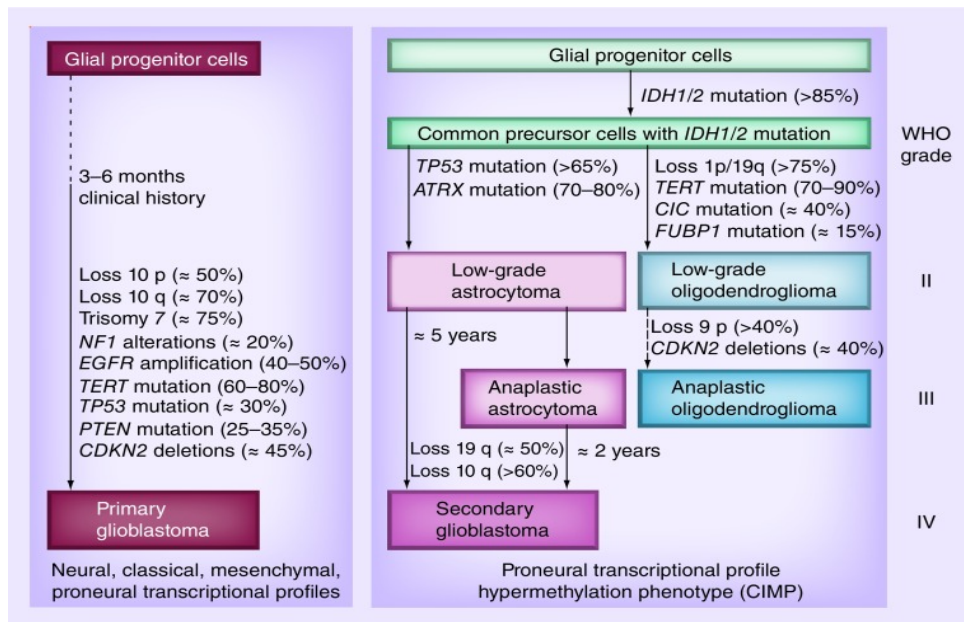 Glial progenitor cells
3–6 months
clinical history
Loss 10 p (≈ 50%)
Loss 10 q (≈ 70%)
Trisomy 7 (≈ 75%)
NF1 alterations (≈ 20%)
EGFR amplification (40–50%)
TERT mutation (60–80%)
TP53 mutation (≈ 30%)
PTEN mutation (25–35%)
CDKN2 deletions (≈ 45%)
Primary
glioblastoma
Neural, classical, mesenchymal,
proneural transcriptional profiles
Glial progenitor cells
IDH1/2 mutation (>85%)
Common precursor cells with IDH1/2 mutation
TP53 mutation (>65%)
ATRX mutation (70–80%)
Loss 1p/19q (>75%)
TERT mutation (70–90%)
CIC mutation (≈ 40%)
FUBP1 mutation (≈ 15%)
Low-grade
astrocytoma
Low-grade
oligodendroglioma
≈ 5 years
Loss 9 p (>40%)
CDKN2 deletions (≈ 40%)
Anaplastic
astrocytoma
Anaplastic
oligodendroglioma
Loss 19 q (≈ 50%)
Loss 10 q (>60%)
≈ 2 years
Secondary
glioblastoma
Proneural transcriptional profile
hypermethylation phenotype (CIMP)
WHO
grade
II
III
IV